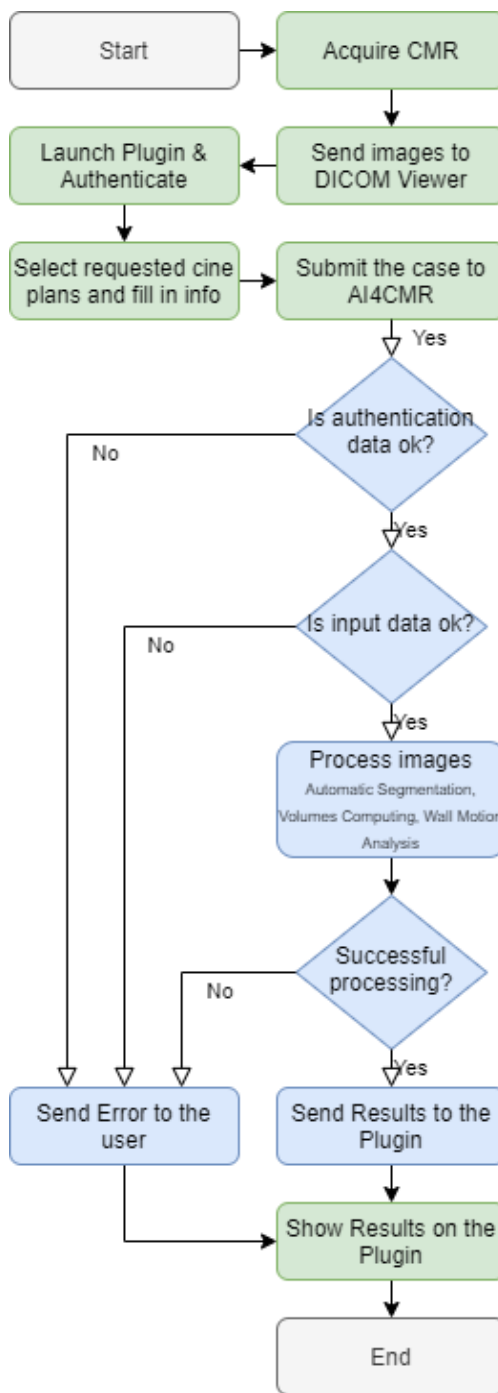 Start
Acquire CMR
Launch Plugin &
Authenticate
Send images to
DICOM Viewer
Select requested cine
plans and fill in info
Submit the case to
AI4CMR
Yes
Is authentication
data ok?
No
Yes
Is input data ok?
No
Yes
Process images
Automatic Segmentation,
Volumes Computing, Wall Motion
Analysis
Successful
processing?
No
Yes
Send Error to the
user
Send Results to the
Plugin
Show Results on the
Plugin
End